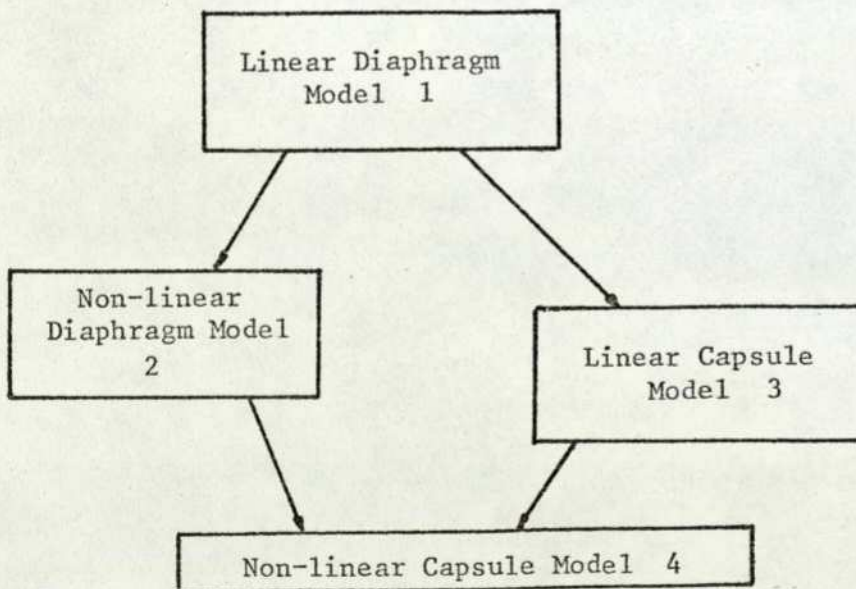 Linear Diaphragm
Model 1
Non-linear
Diaphragm Model
2
Linear Capsule
Model 3
Non-linear Capsule Model 4